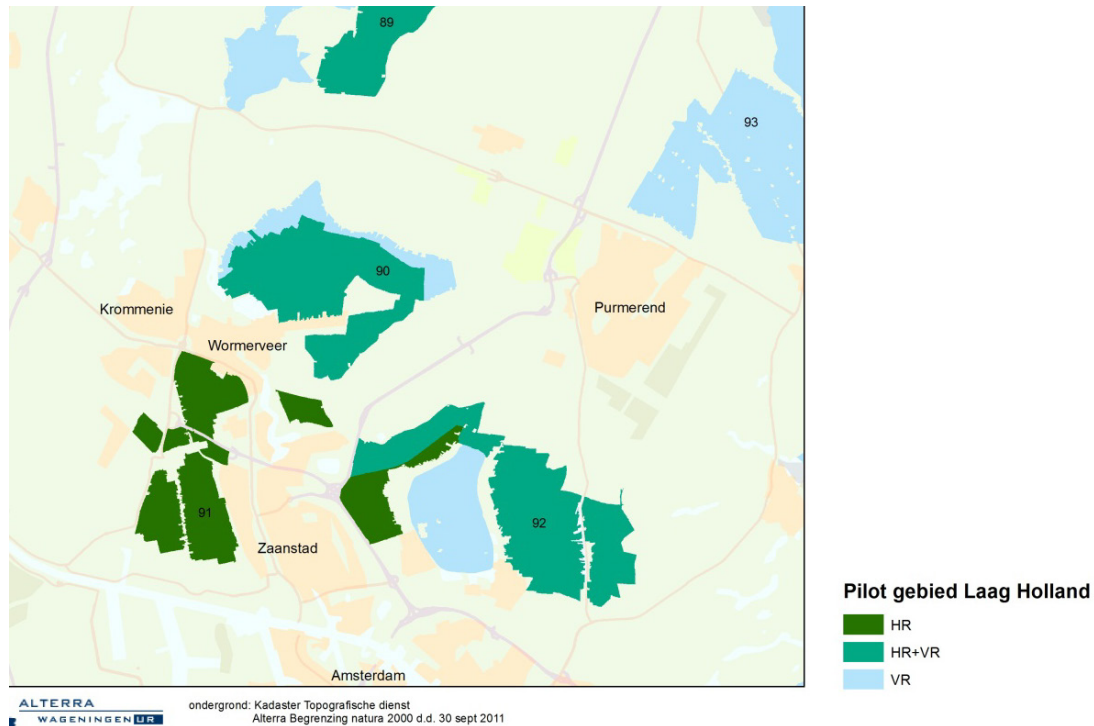 89
93
90
Krommenie
Purmerend
Wormerveer
91
92
Zaanstad
Amsterdam
Pilot gebied Laag Holland
HR
HR+VR
VR
ALTERRA
WAGENINGEN UR
ondergrond: Kadaster Topografische dienst
Alterra Begrenzing natura 2000 d.d. 30 sept 2011